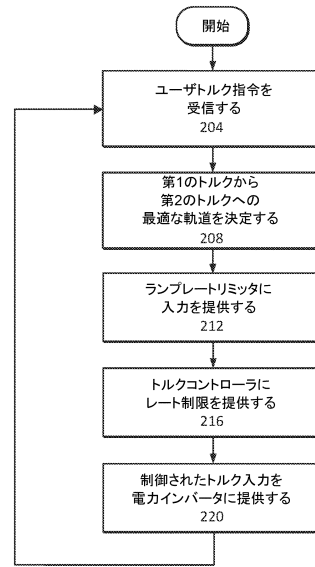 開始
ユーザトルク指令を
受信する
204
第1のトルクから
第2のトルクへの
最適な軌道を決定する
208
ランプレートリミッタに
入力を提供する
212
トルクコントローラに
レート制限を提供する
216
制御されたトルク入力を
電力インバータに提供する
220